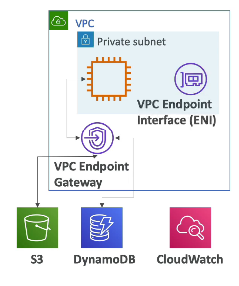 VPC
Private subnet
VPC Endpoint
Interface (ENI)
VPC Endpoint
Gateway
S3
DynamoDB
CloudWatch